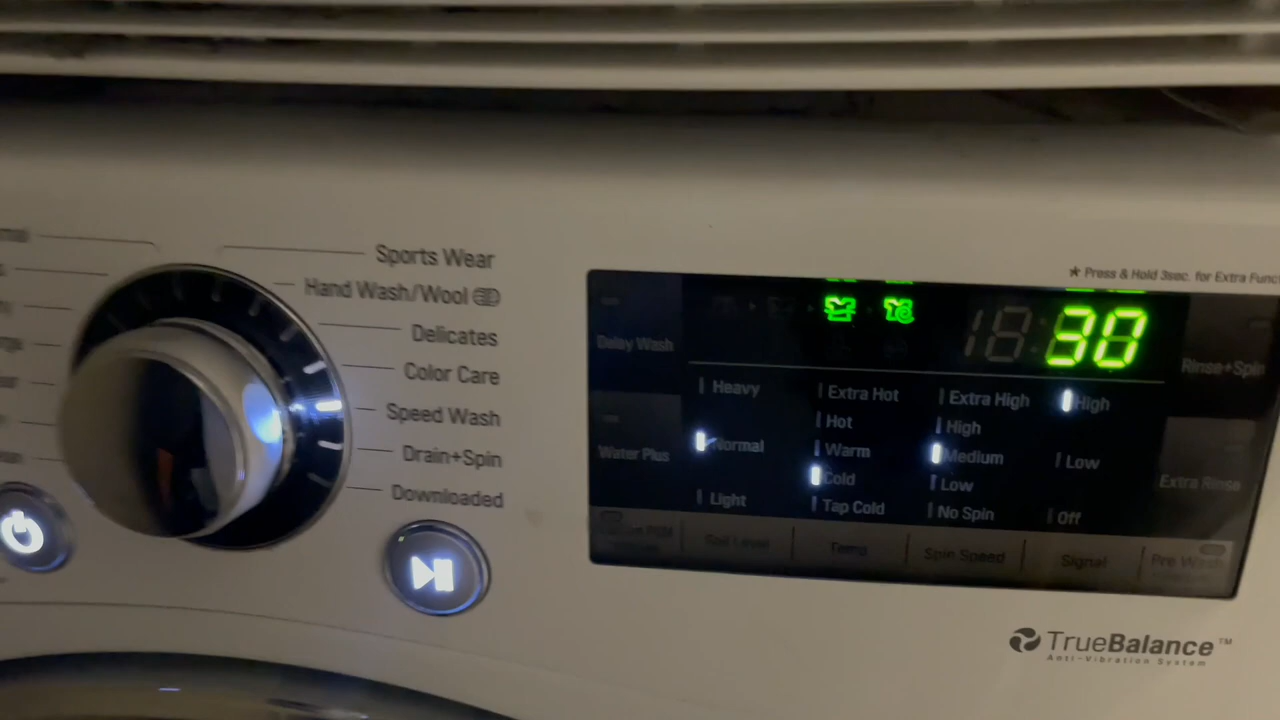 Sports Wear
Hand Wash/Wool
Delicates
Color Care
Speed Wash
Drain+Spin
Downloaded
* Press & Hold 3sec. for Extra Func
Delay Wash
18:30
Rinse+Spin
Heavy
Extra Hot
Extra High
High
Hot
High
Water Plus
Normal
Warm
Medium
Low
Cold
Low
Extra Rinse
Light
Tap Cold
No Spin
Off
Soil Level
Temp
Spin Speed
Signal
Pre Wash
TrueBalance™
Anti-Vibration System